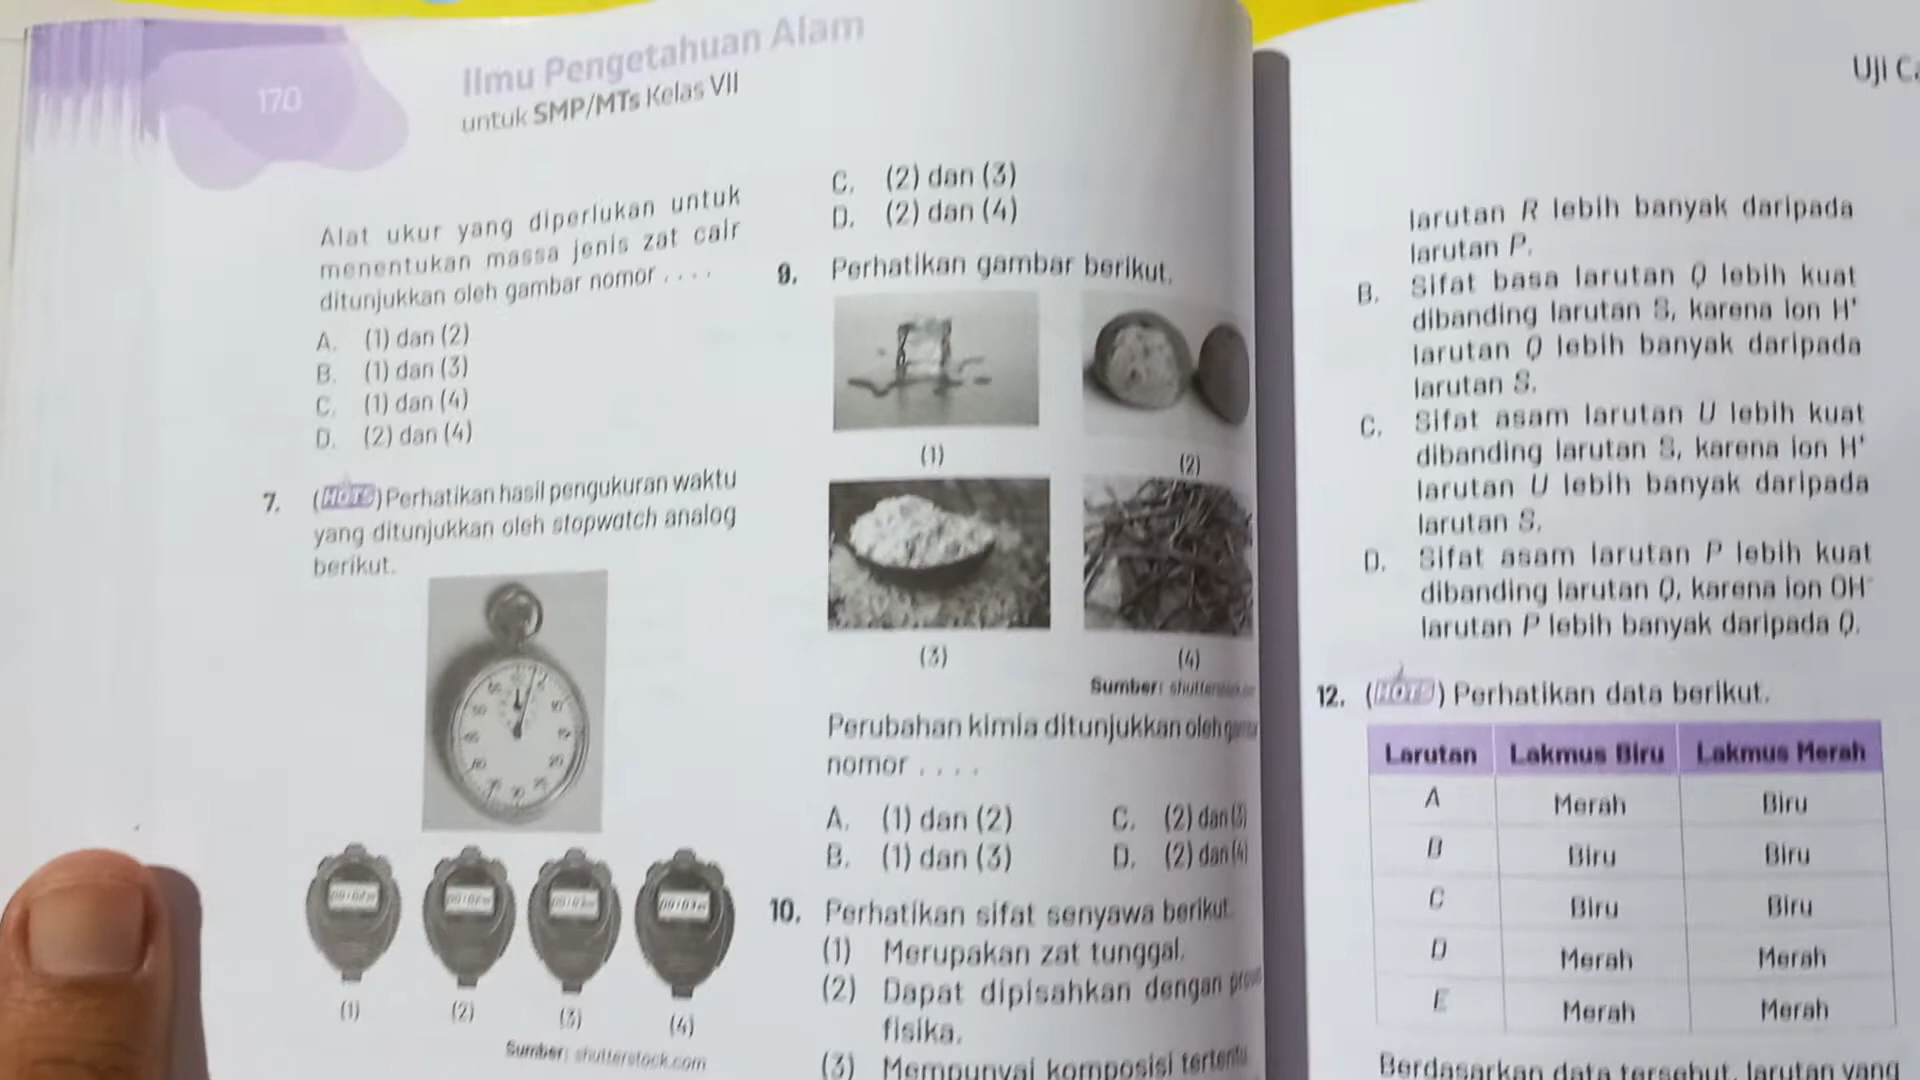 170
Ilmu Pengetahuan Alam
untuk SMP/MTs Kelas VII
Alat ukur yang diperlukan untuk
menentukan massa jenis zat cair
ditunjukkan oleh gambar nomor . . . .
A. (1) dan (2)
B. (1) dan (3)
C. (1) dan (4)
D. (2) dan (4)
7. (HOTS) Perhatikan hasil pengukuran waktu
yang ditunjukkan oleh stopwatch analog
berikut.
(1) (2) (3) (4)
Sumber: shutterstock.com
C. (2) dan (3)
D. (2) dan (4)
9. Perhatikan gambar berikut.
(1) (2)
(3) (4)
Sumber:
Perubahan kimia ditunjukkan oleh
nomor . . . .
A. (1) dan (2) C. (2) dan (3)
B. (1) dan (3) D. (2) dan (4)
10. Perhatikan sifat senyawa berikut.
(1) Merupakan zat tunggal.
(2) Dapat dipisahkan dengan
fisika.
(3) Mempunyai komposisi tertentu
Uji
larutan R lebih banyak daripada
larutan P.
B. Sifat basa larutan Q lebih kuat
dibanding larutan S, karena ion H⁺
larutan Q lebih banyak daripada
larutan S.
C. Sifat asam larutan U lebih kuat
dibanding larutan S, karena ion H⁺
larutan U lebih banyak daripada
larutan S.
D. Sifat asam larutan P lebih kuat
dibanding larutan Q, karena ion OH⁻
larutan P lebih banyak daripada Q.
12. (HOTS) Perhatikan data berikut.
Larutan Lakmus Biru Lakmus Merah
A Merah Biru
B Biru Biru
C Biru Biru
D Merah Merah
E Merah Merah
Berdasarkan data tersebut, larutan yang